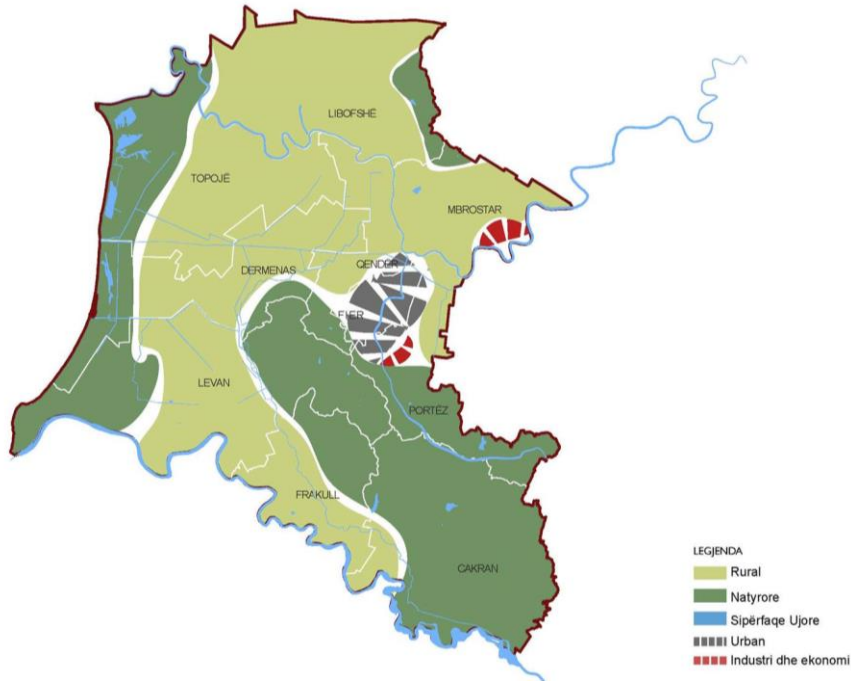 LIBOFSHË
TOPOJË
MBROSTAR
QENDËR
DERMENAS
FIER
LEVAN
PORTËZ
FRAKULL
CAKRAN
LEGJENDA
Rural
Natyrore
Sipërfaqe Ujore
Urban
Industri dhe ekonomi